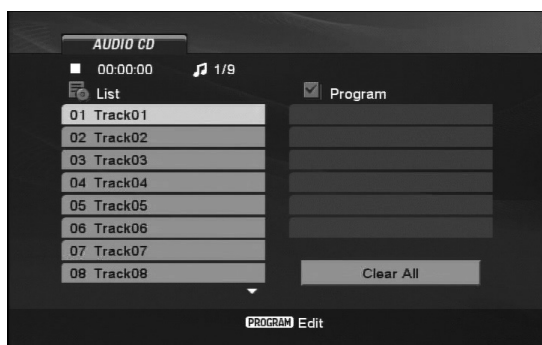 AUDIO CD
00:00:00 1/9
List
Program
01 Track01
02 Track02
03 Track03
04 Track04
05 Track05
06 Track06
07 Track07
08 Track08
Clear All
PROGRAM Edit